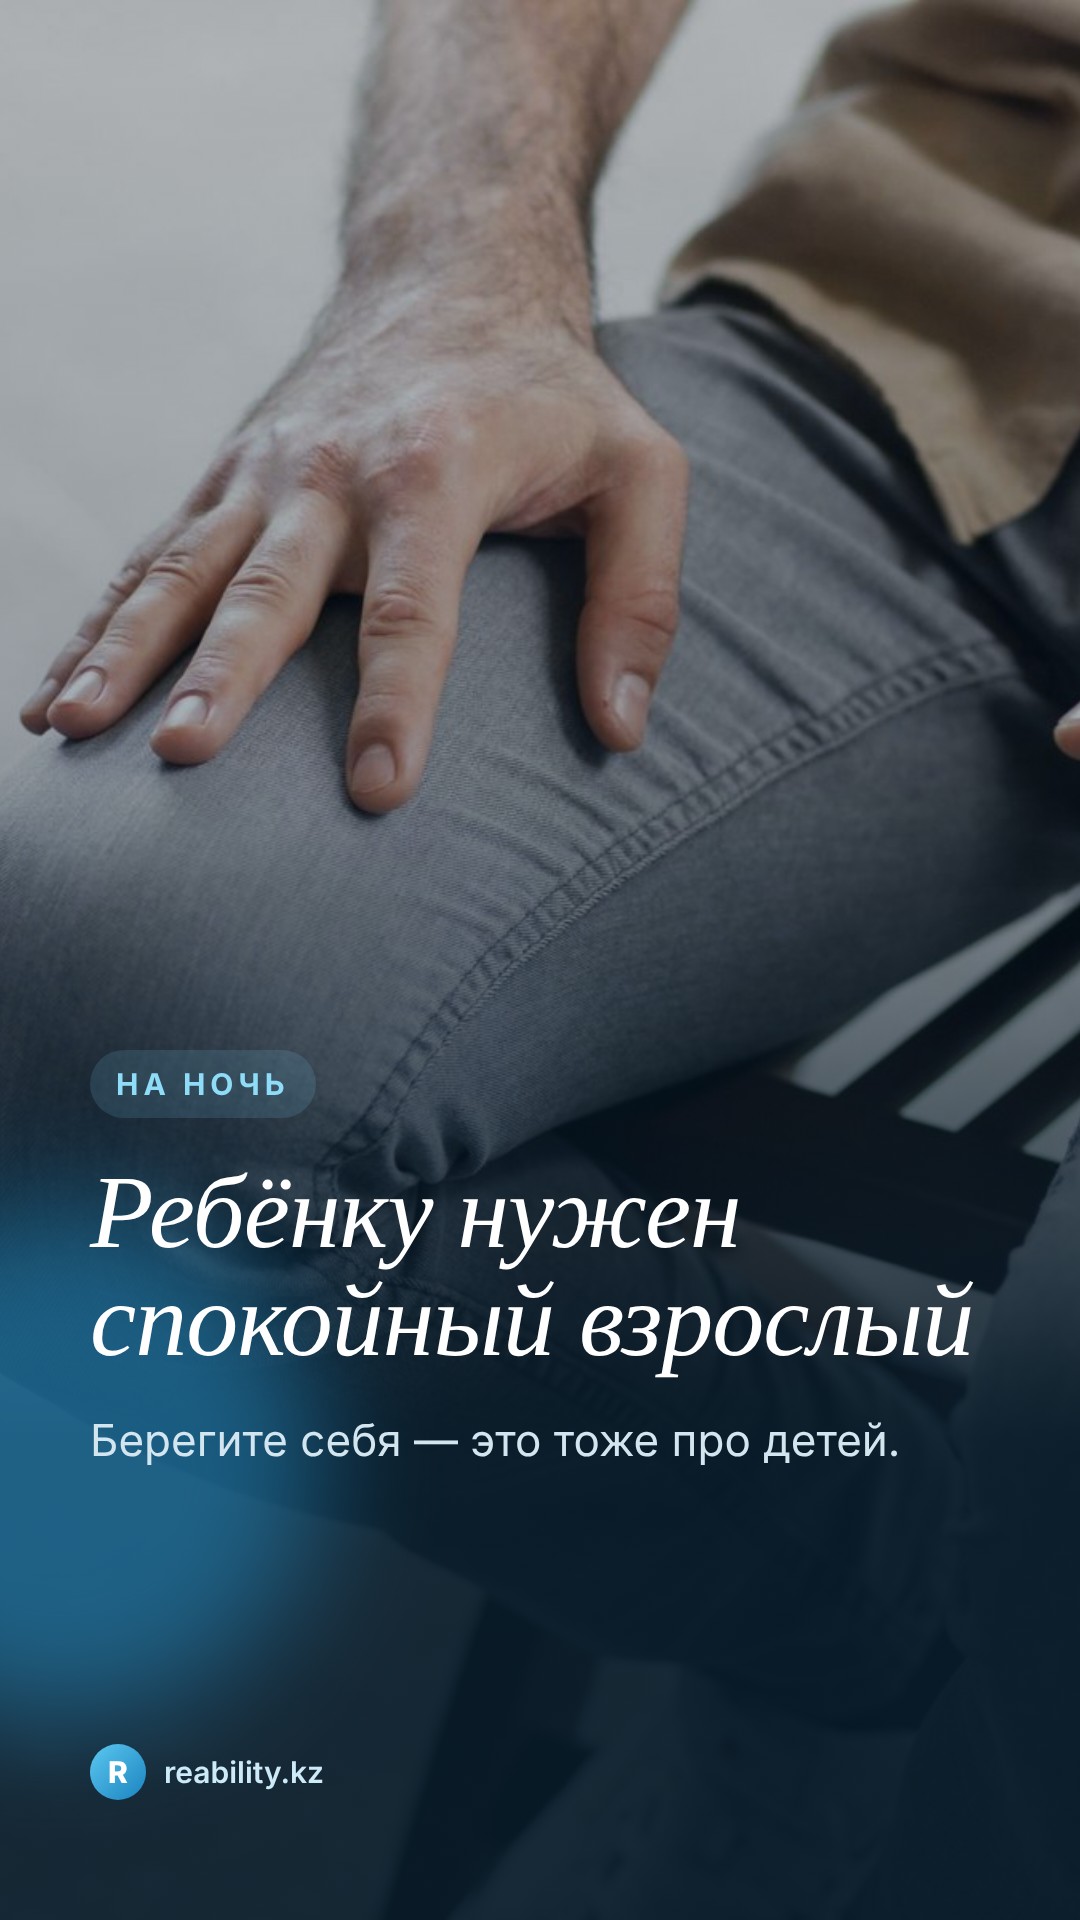 НА НОЧЬ
Ребёнку нужен
спокойный взрослый
Берегите себя — это тоже про детей.
R reability.kz